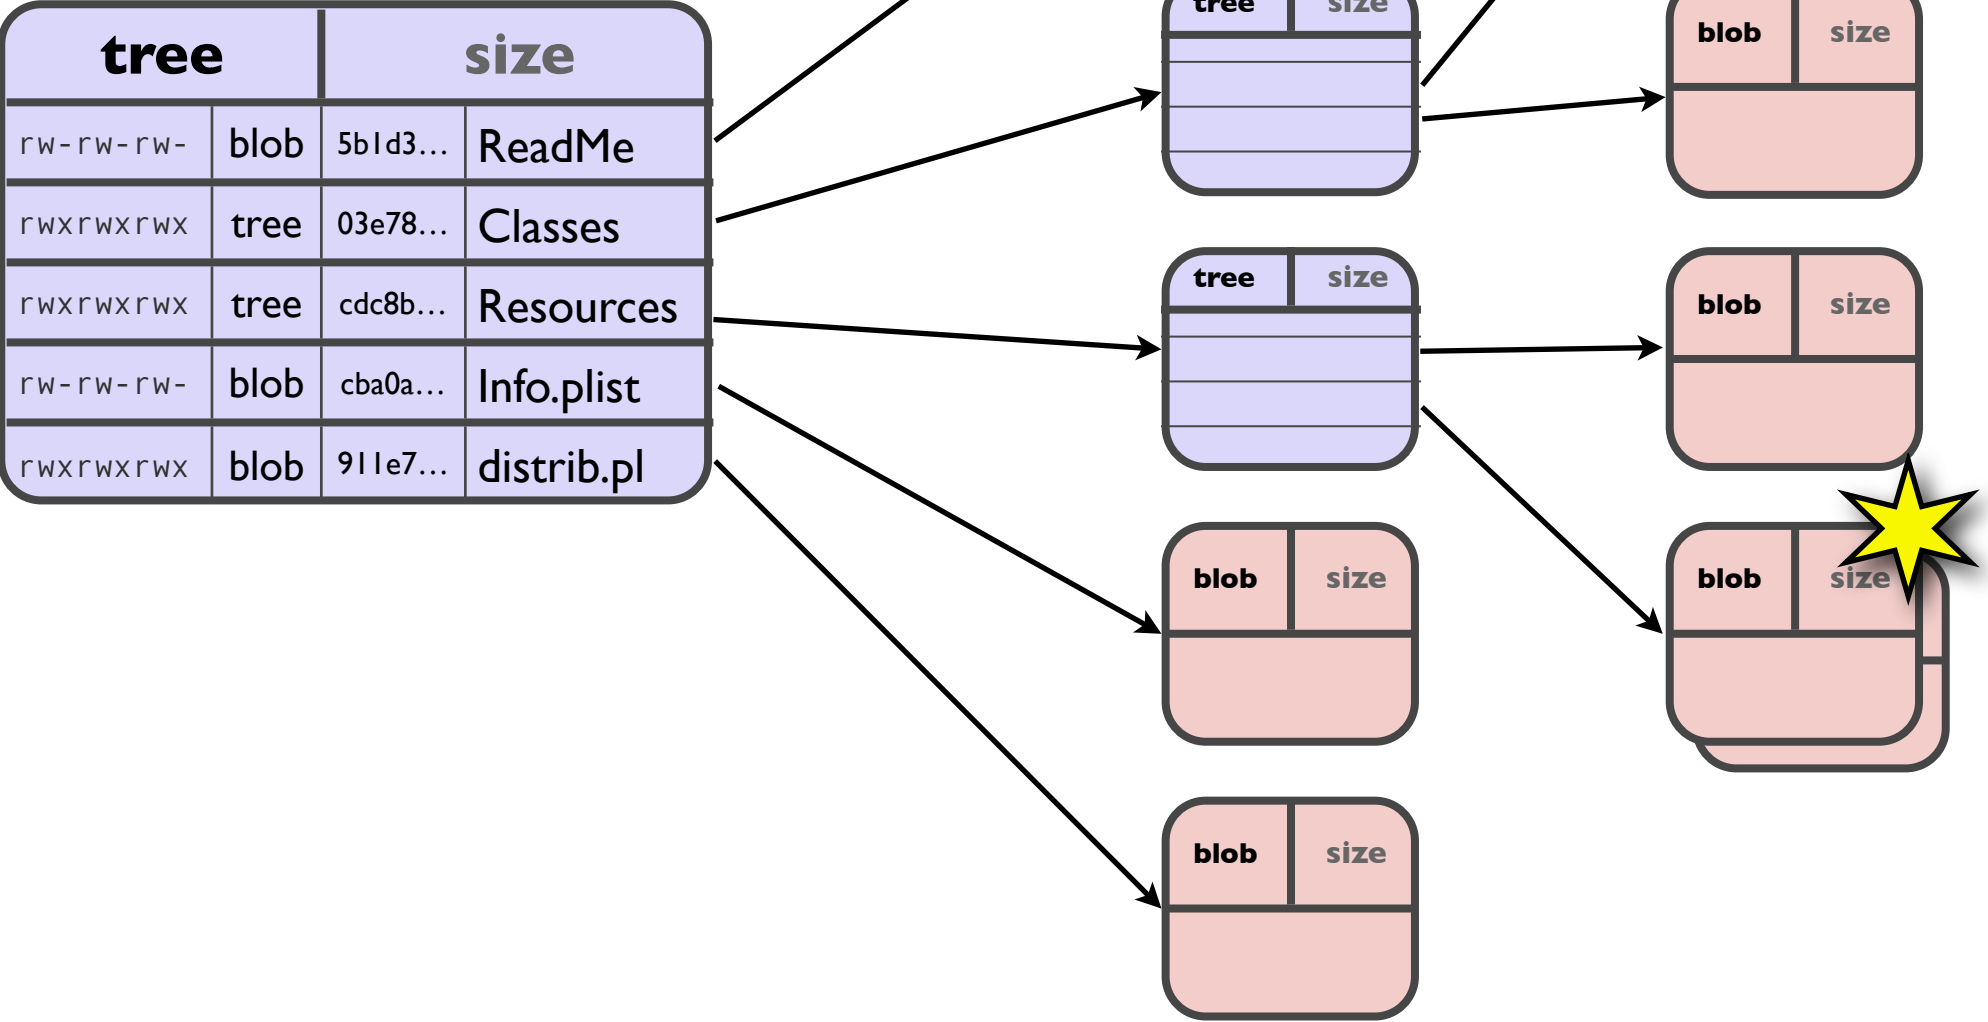 tree size
rw-rw-rw- blob 5b1d3… ReadMe
rwxrwxrwx tree 03e78… Classes
rwxrwxrwx tree cdc8b… Resources
rw-rw-rw- blob cba0a… Info.plist
rwxrwxrwx blob 911e7… distrib.pl
tree size
blob size
tree size
blob size
blob size
blob size
blob size